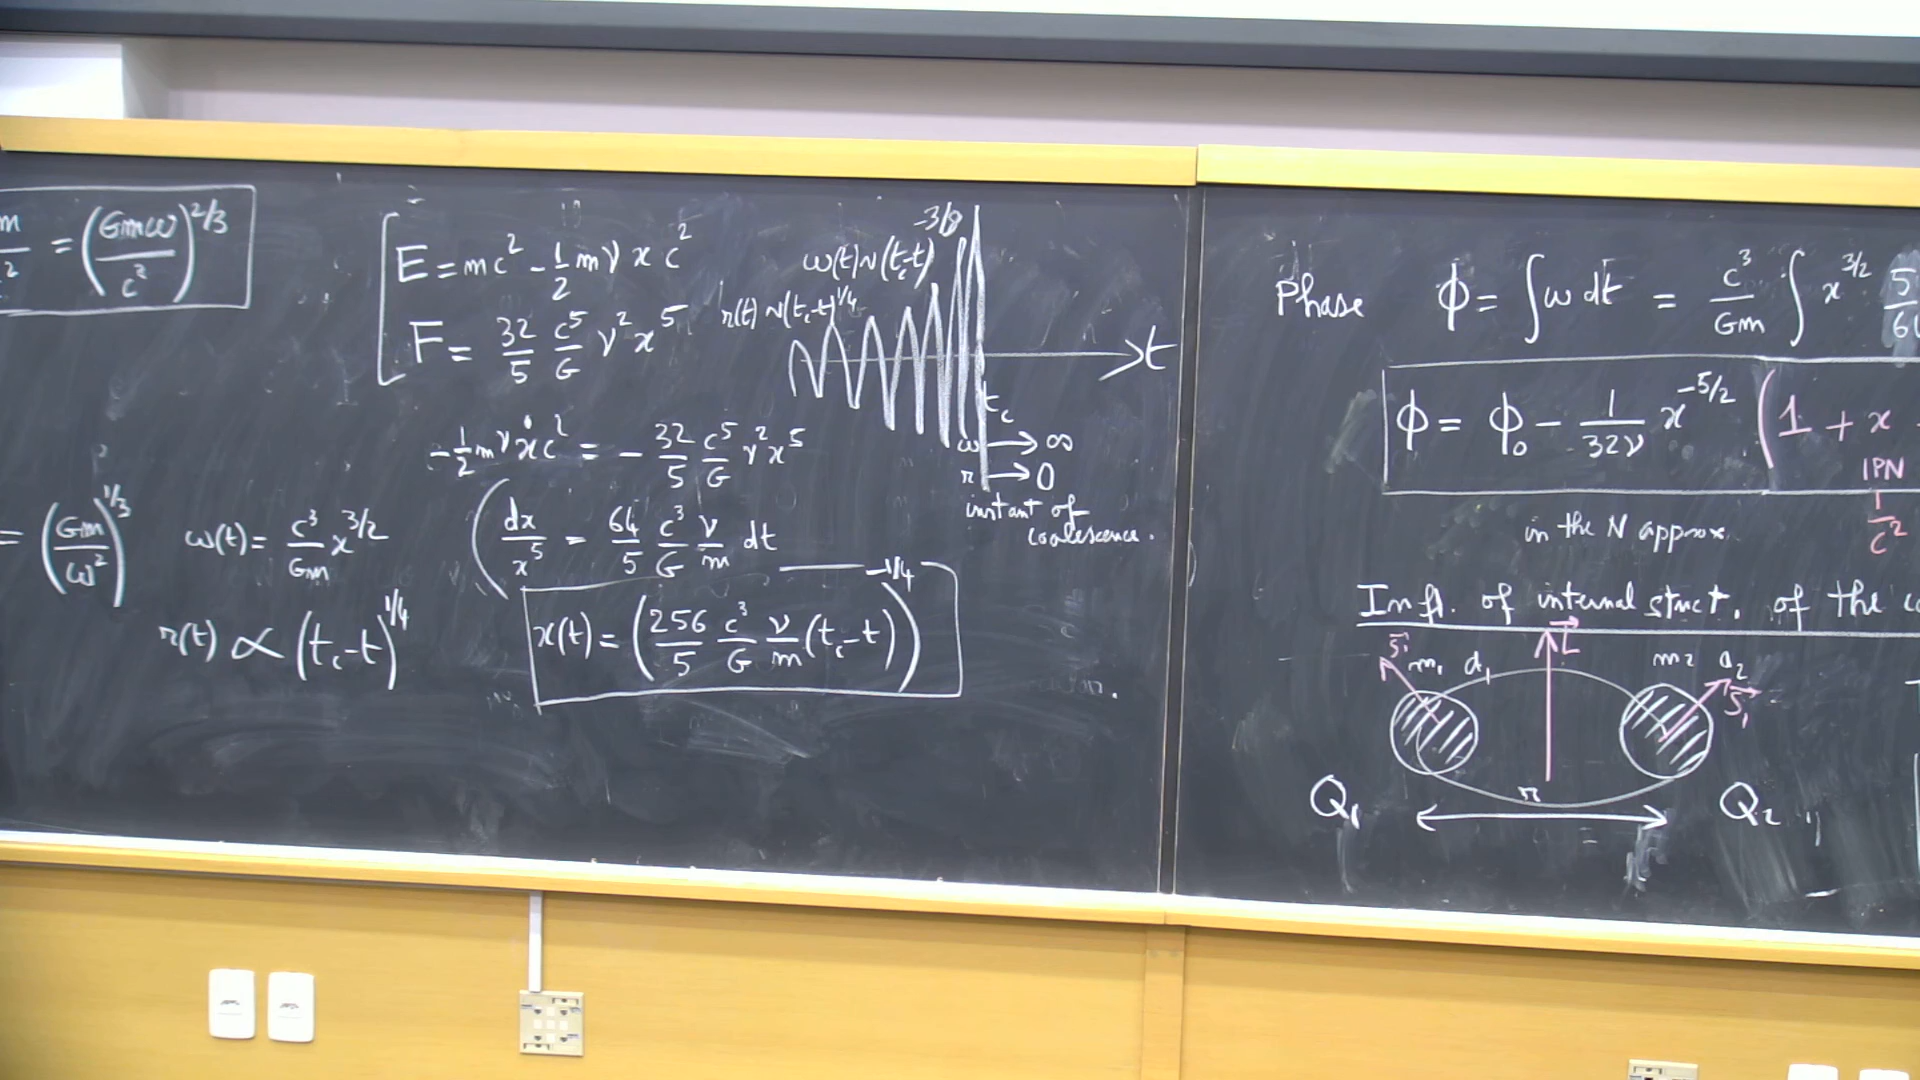 m/2 = (Gmω/c²)^2/3
E = mc² - 1/2 mν x c²
F = 32/5 c⁵/G ν² x⁵
ω(t) ~ (t_c-t)^-3/8
r(t) ~ (t_c-t)^1/4
t
t_c
ω → ∞
r → 0
instant of
coalescence.
-1/2 mν ẋ c² = - 32/5 c⁵/G ν² x⁵
= (Gm/ω²)^1/3
ω(t) = c³/Gm x^3/2
dx/x⁵ = 64/5 c³/G ν/m dt
r(t) ∝ (t_c-t)^1/4
x(t) = (256/5 c³/G ν/m (t_c-t))^-1/4
Phase ϕ = ∫ω dt = c³/Gm ∫ x^3/2
ϕ = ϕ₀ - 1/32ν x^-5/2 (1 + x
1PN
1/c²
in the N approx.
Infl. of internal struct. of the
S₁ m₁ a₁ L m₂ a₂
S₁
r
Q₁ Q₂